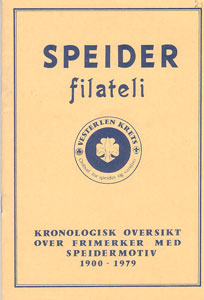 SPEIDER
filateli
VESTERLEN KRETS
KRONOLOGISK OVERSIKT
OVER FRIMERKER MED
SPEIDERMOTIV
1900 - 1979